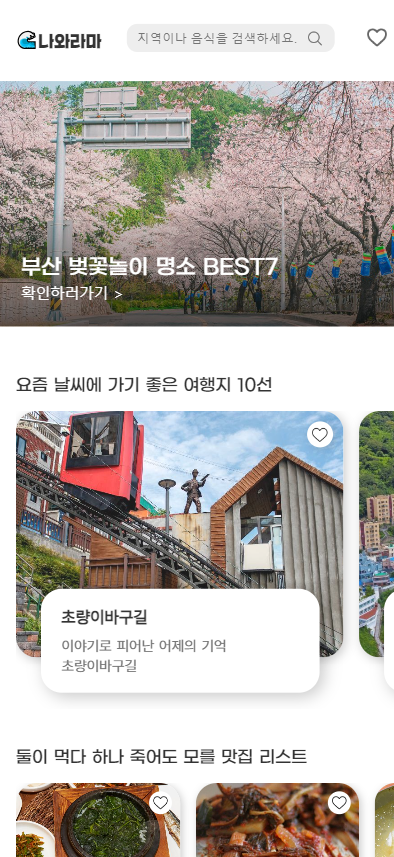 나와라마
지역이나 음식을 검색하세요.
부산 벚꽃놀이 명소 BEST7
확인하러가기 >
요즘 날씨에 가기 좋은 여행지 10선
초량이바구길
이야기로 피어난 어제의 기억
초량이바구길
둘이 먹다 하나 죽어도 모를 맛집 리스트